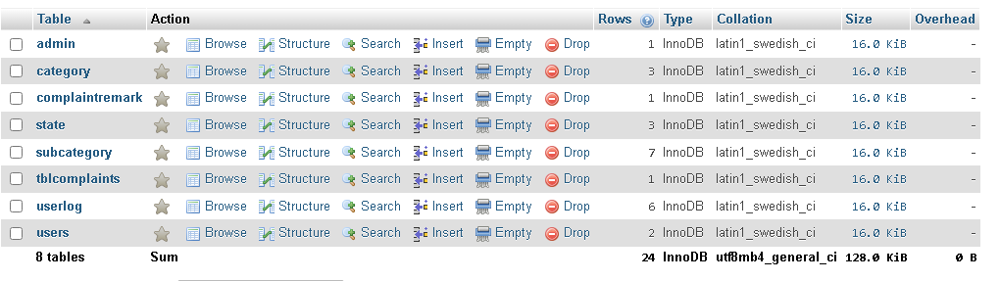 Table Action Rows Type Collation Size Overhead
admin Browse Structure Search Insert Empty Drop 1 InnoDB latin1_swedish_ci 16.0 KiB -
category Browse Structure Search Insert Empty Drop 3 InnoDB latin1_swedish_ci 16.0 KiB -
complaintremark Browse Structure Search Insert Empty Drop 1 InnoDB latin1_swedish_ci 16.0 KiB -
state Browse Structure Search Insert Empty Drop 3 InnoDB latin1_swedish_ci 16.0 KiB -
subcategory Browse Structure Search Insert Empty Drop 7 InnoDB latin1_swedish_ci 16.0 KiB -
tblcomplaints Browse Structure Search Insert Empty Drop 1 InnoDB latin1_swedish_ci 16.0 KiB -
userlog Browse Structure Search Insert Empty Drop 6 InnoDB latin1_swedish_ci 16.0 KiB -
users Browse Structure Search Insert Empty Drop 2 InnoDB latin1_swedish_ci 16.0 KiB -
8 tables Sum 24 InnoDB utf8mb4_general_ci 128.0 KiB 0 B